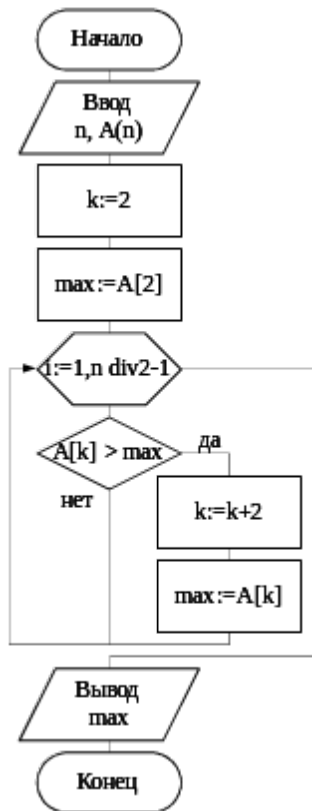 Начало
Ввод
n, A(n)
k:=2
max:=A[2]
i:=1,n div2-1
A[k] > max
да
нет
k:=k+2
max:=A[k]
Вывод
max
Конец